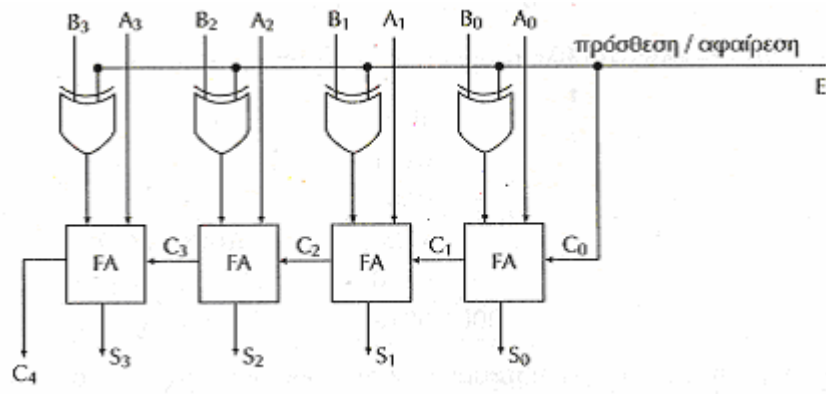 B₃ A₃ B₂ A₂ B₁ A₁ B₀ A₀
πρόσθεση / αφαίρεση
E
C₃ C₂ C₁ C₀
FA FA FA FA
C₄ S₃ S₂ S₁ S₀